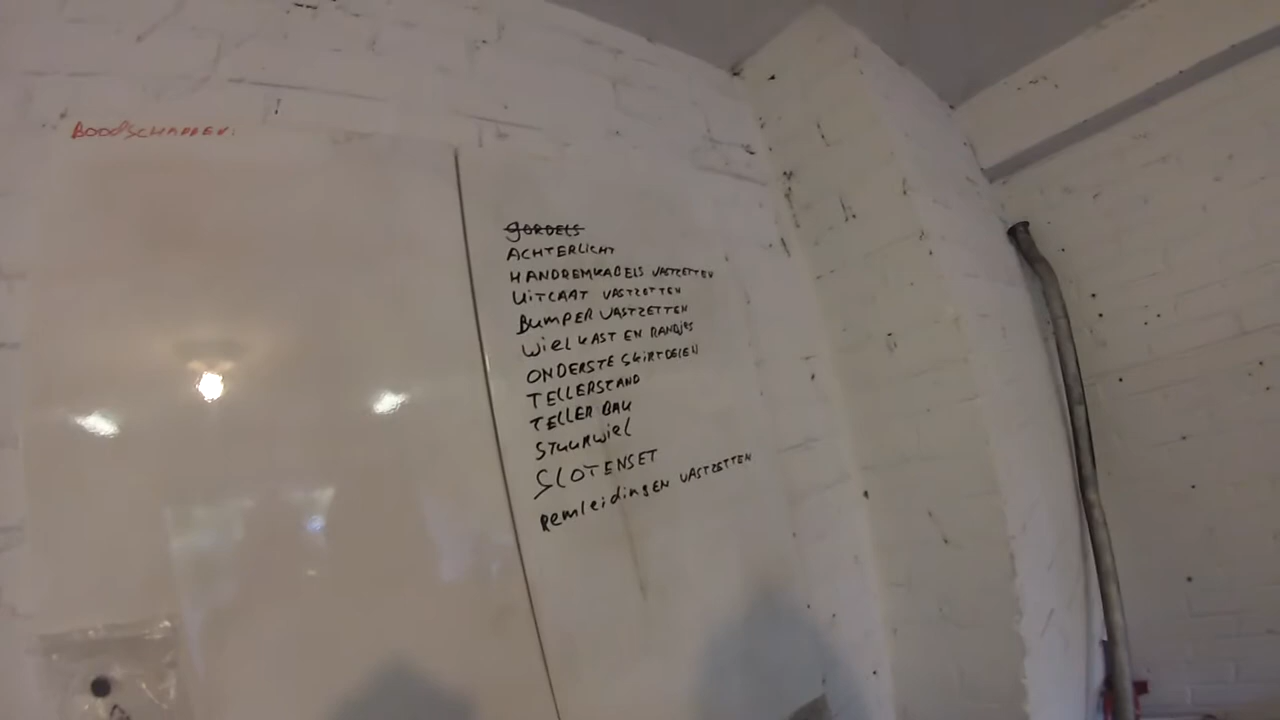 BOODSCHAPPEN:
GORDELS
ACHTERLICHT
HANDREMKABELS VASTZETTEN
UITLAAT VASTZETTEN
BUMPER VASTZETTEN
WIELKAST EN RANDJES
ONDERSTE SKIRTDELEN
TELLERSTAND
TELLER BAK
STUURWIEL
SLOTENSET
REMLEIDINGEN VASTZETTEN